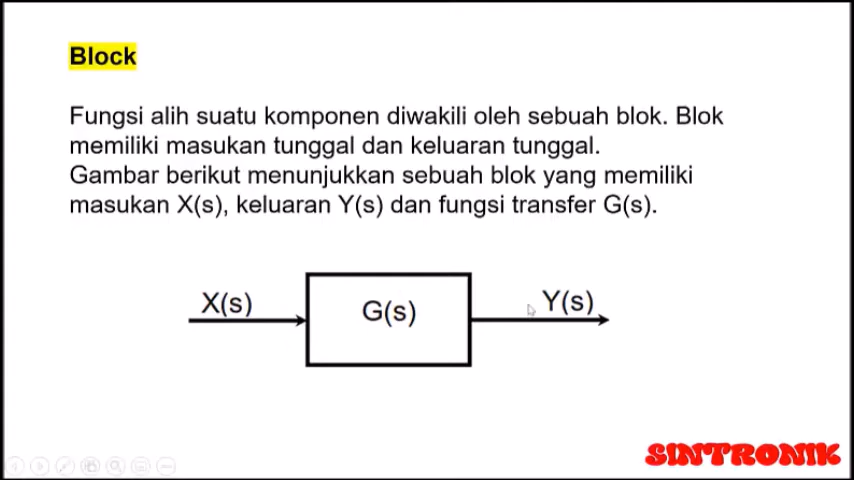 Block
Fungsi alih suatu komponen diwakili oleh sebuah blok. Blok
memiliki masukan tunggal dan keluaran tunggal.
Gambar berikut menunjukkan sebuah blok yang memiliki
masukan X(s), keluaran Y(s) dan fungsi transfer G(s).
X(s)
G(s)
Y(s)
SINTRONIK